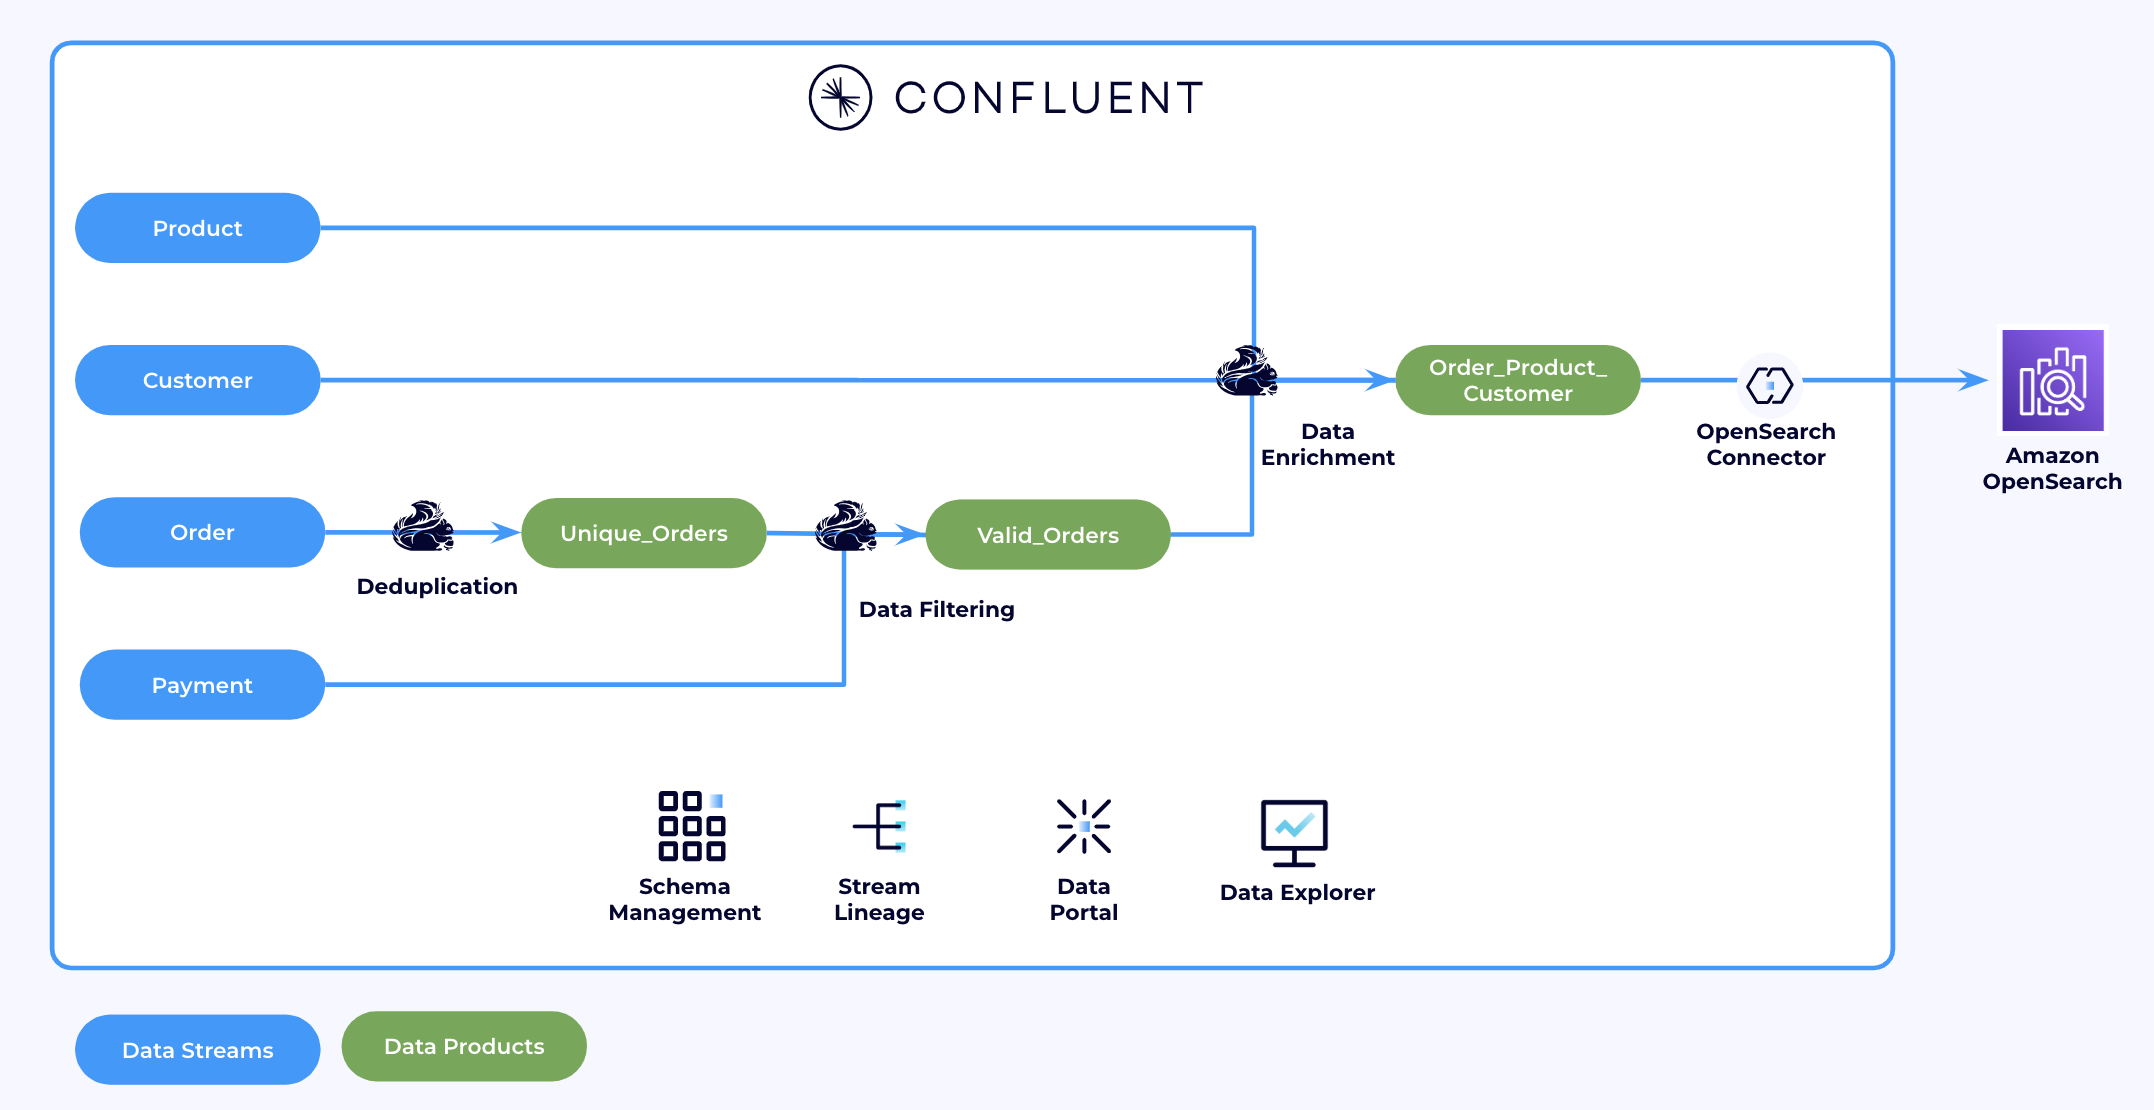 CONFLUENT
Product
Customer
Order_Product_
Customer
Data
Enrichment
OpenSearch
Connector
Amazon
OpenSearch
Order
Deduplication
Unique_Orders
Valid_Orders
Data Filtering
Payment
Schema
Management
Stream
Lineage
Data
Portal
Data Explorer
Data Streams
Data Products